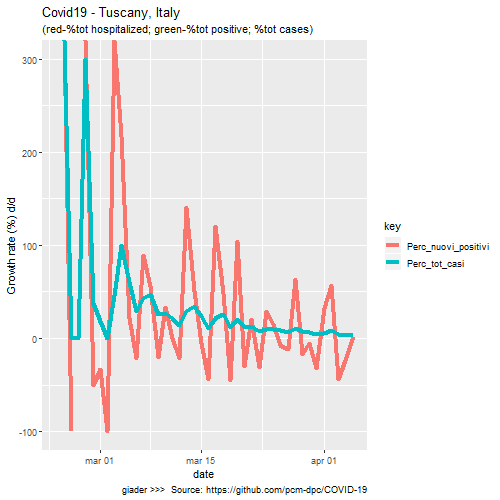 Covid19 - Tuscany, Italy
(red-%tot hospitalized; green-%tot positive; %tot cases)
Growth rate (%) d/d
300
200
100
0
-100
mar 01
mar 15
apr 01
date
key
Perc_nuovi_positivi
Perc_tot_casi
giader >>> Source: https://github.com/pcm-dpc/COVID-19